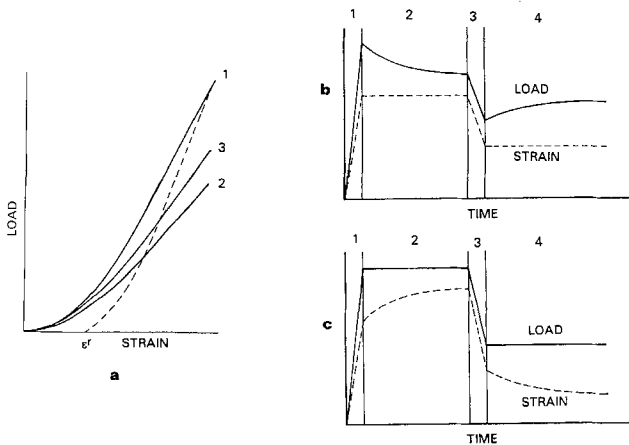 LOAD
1
3
2
εʳ STRAIN
a
1 2 3 4
b
LOAD
STRAIN
TIME
1 2 3 4
c
LOAD
STRAIN
TIME